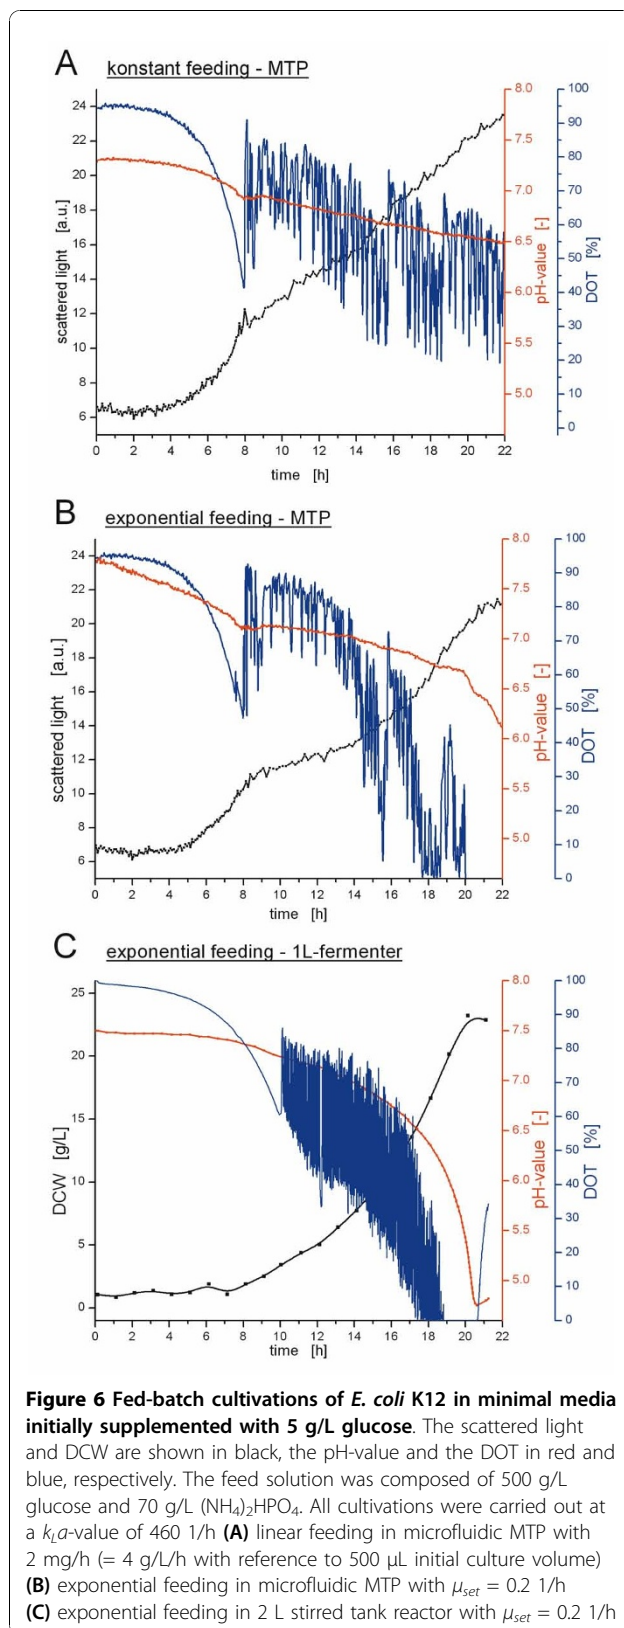 A konstant feeding - MTP
24
22
20
18
16
14
12
10
8
6
scattered light [a.u.]
0 2 4 6 8 10 12 14 16 18 20 22
time [h]
8.0
7.5
7.0
6.5
6.0
5.5
5.0
pH-value [-]
100
90
80
70
60
50
40
30
20
10
0
DOT [%]
B exponential feeding - MTP
24
22
20
18
16
14
12
10
8
6
scattered light [a.u.]
0 2 4 6 8 10 12 14 16 18 20 22
time [h]
8.0
7.5
7.0
6.5
6.0
5.5
5.0
pH-value [-]
100
90
80
70
60
50
40
30
20
10
0
DOT [%]
C exponential feeding - 1L-fermenter
25
20
15
10
5
0
DCW [g/L]
0 2 4 6 8 10 12 14 16 18 20 22
time [h]
8.0
7.5
7.0
6.5
6.0
5.5
5.0
pH-value [-]
100
90
80
70
60
50
40
30
20
10
0
DOT [%]
Figure 6 Fed-batch cultivations of E. coli K12 in minimal media
initially supplemented with 5 g/L glucose. The scattered light
and DCW are shown in black, the pH-value and the DOT in red and
blue, respectively. The feed solution was composed of 500 g/L
glucose and 70 g/L (NH4)2HPO4. All cultivations were carried out at
a kLa-value of 460 1/h (A) linear feeding in microfluidic MTP with
2 mg/h (= 4 g/L/h with reference to 500 μL initial culture volume)
(B) exponential feeding in microfluidic MTP with μset = 0.2 1/h
(C) exponential feeding in 2 L stirred tank reactor with μset = 0.2 1/h